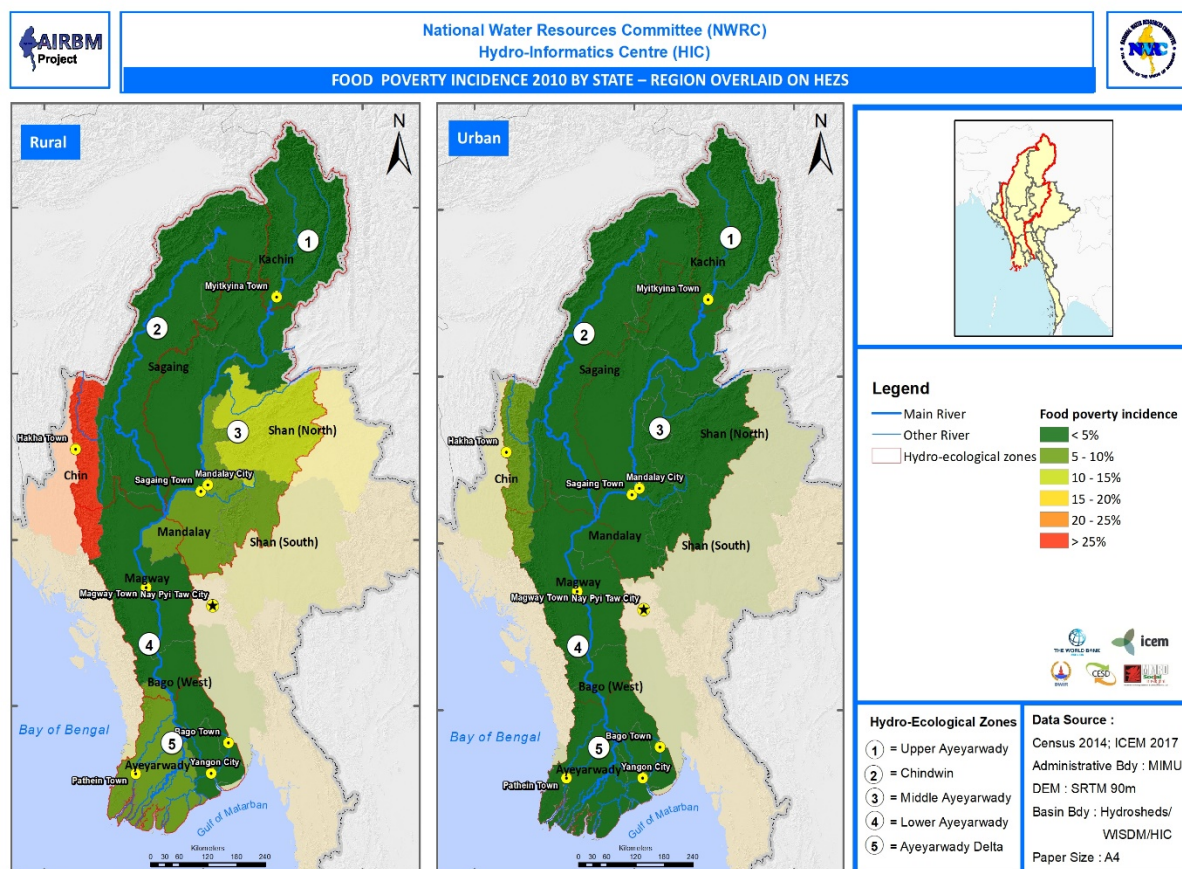 AIRBM
Project
National Water Resources Committee (NWRC)
Hydro-Informatics Centre (HIC)
FOOD POVERTY INCIDENCE 2010 BY STATE – REGION OVERLAID ON HEZS
NWRC
Rural
N
1
Kachin
Myitkyina Town
2
Sagaing
3
Shan (North)
Hakha Town
Chin
Mandalay City
Sagaing Town
Mandalay
Shan (South)
Magway
Magway Town
Nay Pyi Taw City
4
Bago (West)
Bay of Bengal
Bago Town
5
Ayeyarwady
Yangon City
Pathein Town
Gulf of Matarban
Kilometers
0 30 60 120 180 240
Urban
N
1
Kachin
Myitkyina Town
2
Sagaing
3
Shan (North)
Hakha Town
Chin
Mandalay City
Sagaing Town
Mandalay
Shan (South)
Magway
Magway Town
Nay Pyi Taw City
4
Bago (West)
Bay of Bengal
Bago Town
5
Ayeyarwady
Yangon City
Pathein Town
Gulf of Matarban
Kilometers
0 30 60 120 180 240
Legend
Main River
Other River
Hydro-ecological zones
Food poverty incidence
< 5%
5 - 10%
10 - 15%
15 - 20%
20 - 25%
> 25%
THE WORLD BANK
icem
CESD
Hydro-Ecological Zones
1 = Upper Ayeyarwady
2 = Chindwin
3 = Middle Ayeyarwady
4 = Lower Ayeyarwady
5 = Ayeyarwady Delta
Data Source :
Census 2014; ICEM 2017
Administrative Bdy : MIMU
DEM : SRTM 90m
Basin Bdy : Hydrosheds/
WISDM/HIC
Paper Size : A4